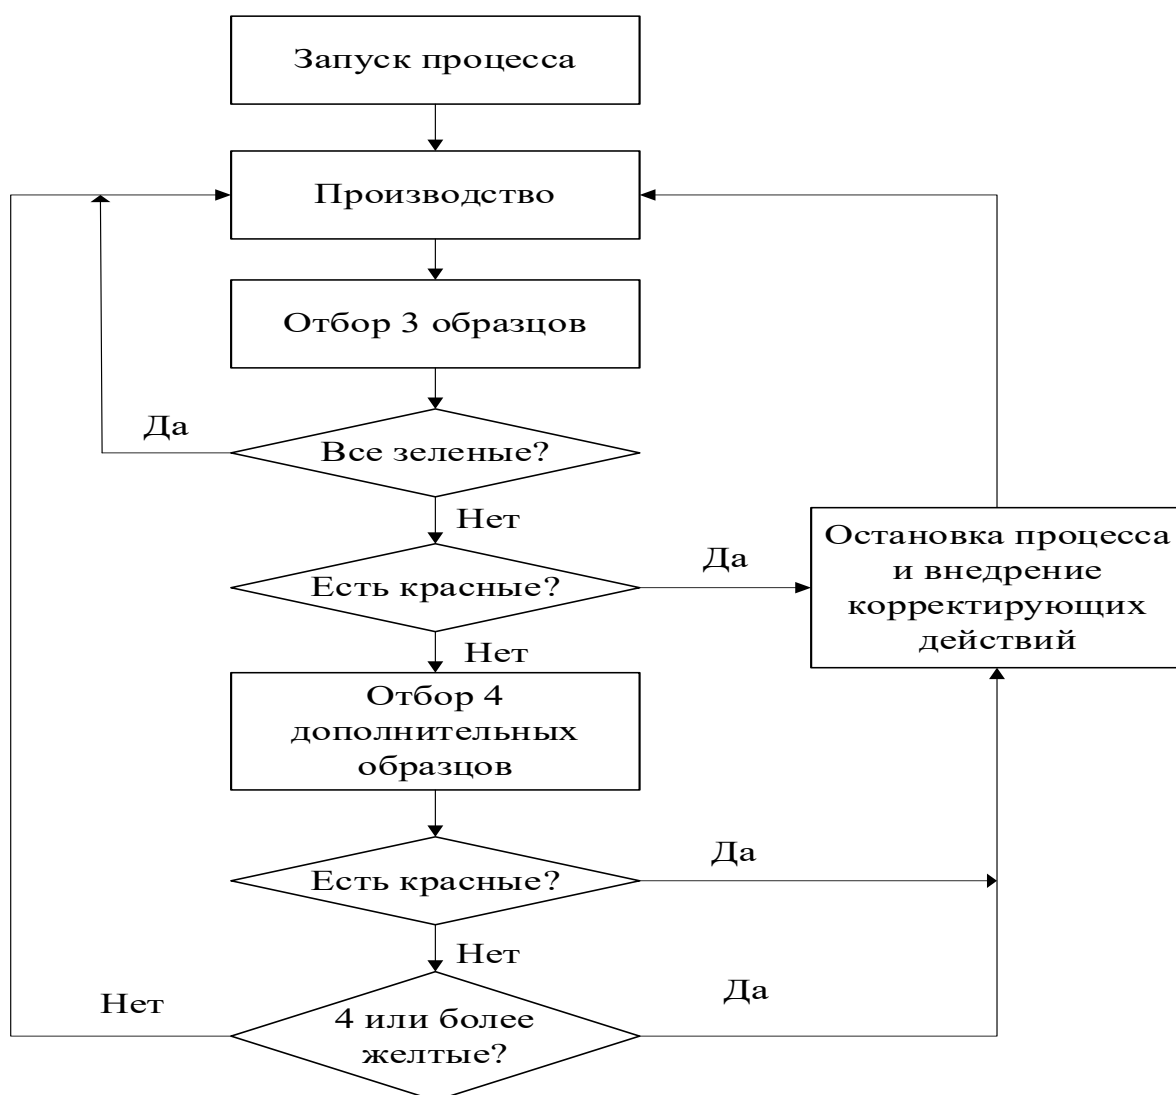 Запуск процесса
Производство
Отбор 3 образцов
Да
Все зеленые?
Нет
Есть красные?
Да
Остановка процесса
и внедрение
корректирующих
действий
Нет
Отбор 4
дополнительных
образцов
Есть красные?
Да
Нет
4 или более
желтые?
Нет
Да